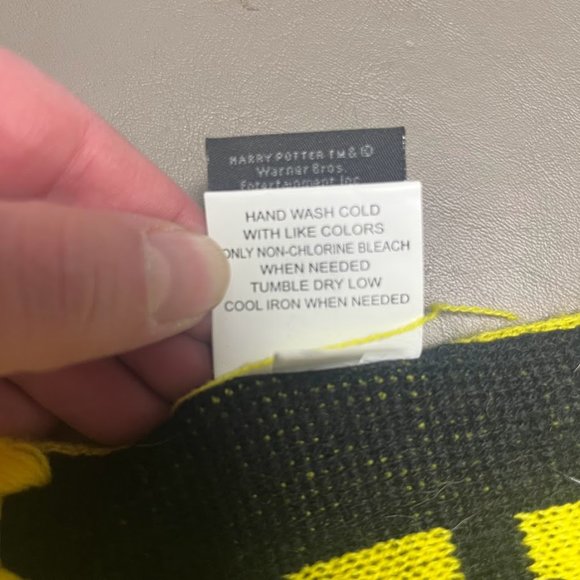 HARRY POTTER TM & ©
Warner Bros.
Entertainment Inc.
HAND WASH COLD
WITH LIKE COLORS
ONLY NON-CHLORINE BLEACH
WHEN NEEDED
TUMBLE DRY LOW
COOL IRON WHEN NEEDED